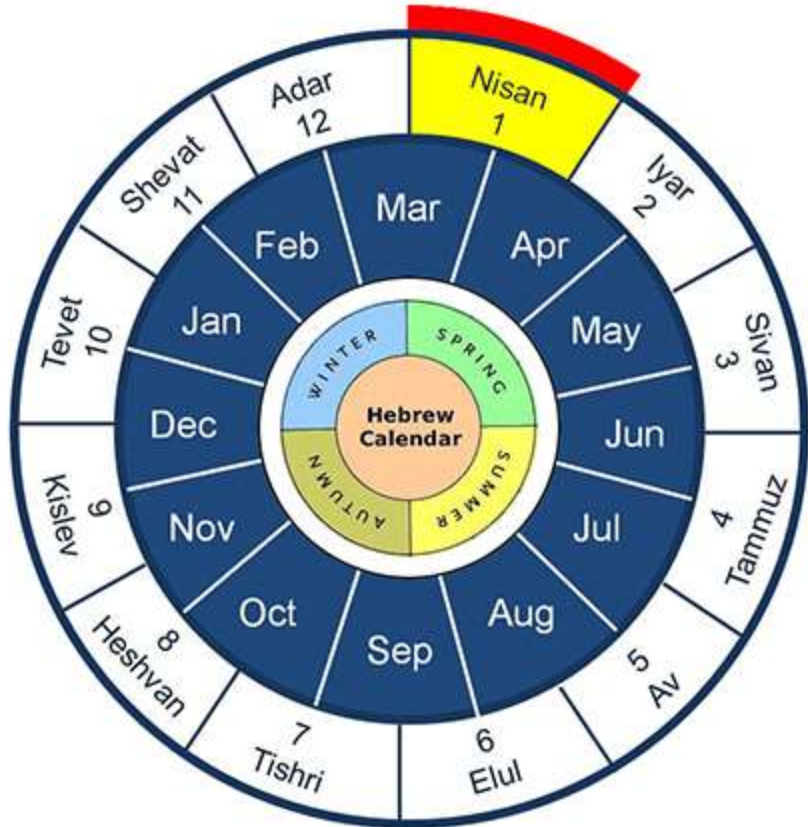 Nisan
1
Iyar
2
Sivan
3
4
Tammuz
5
Av
6
Elul
7
Tishri
8
Heshvan
9
Kislev
Tevet
10
Shevat
11
Adar
12
Mar
Apr
May
Jun
Jul
Aug
Sep
Oct
Nov
Dec
Jan
Feb
WINTER
SPRING
SUMMER
AUTUMN
Hebrew
Calendar